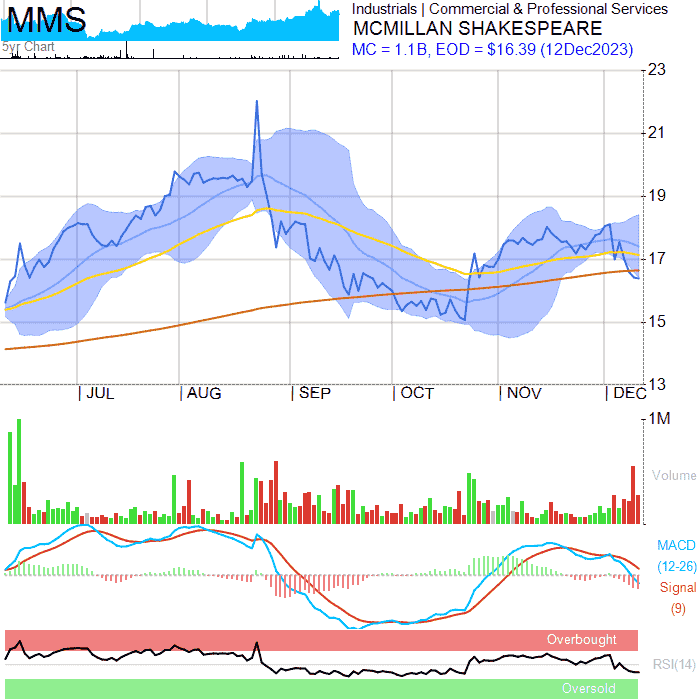 MMS
5yr Chart
Industrials | Commercial & Professional Services
MCMILLAN SHAKESPEARE
MC = 1.1B, EOD = $16.39 (12Dec2023)
23
21
19
17
15
13
JUL AUG SEP OCT NOV DEC
1M
Volume
MACD
(12-26)
Signal
(9)
Overbought
RSI(14)
Oversold